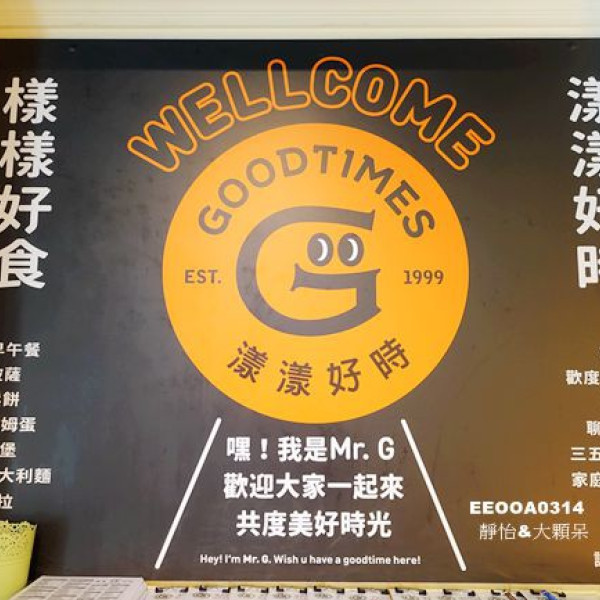 WELLCOME
GOODTIMES
EST. 1999
漾漾好時
樣樣好食
漾漾好時
早午餐
披薩
餅
姆蛋
堡
大利麵
拉
嘿！我是Mr. G
歡迎大家一起來
共度美好時光
Hey! I'm Mr. G. Wish u have a goodtime here!
歡度
聊
三五
家庭
EEOOA0314
靜怡&大顆呆